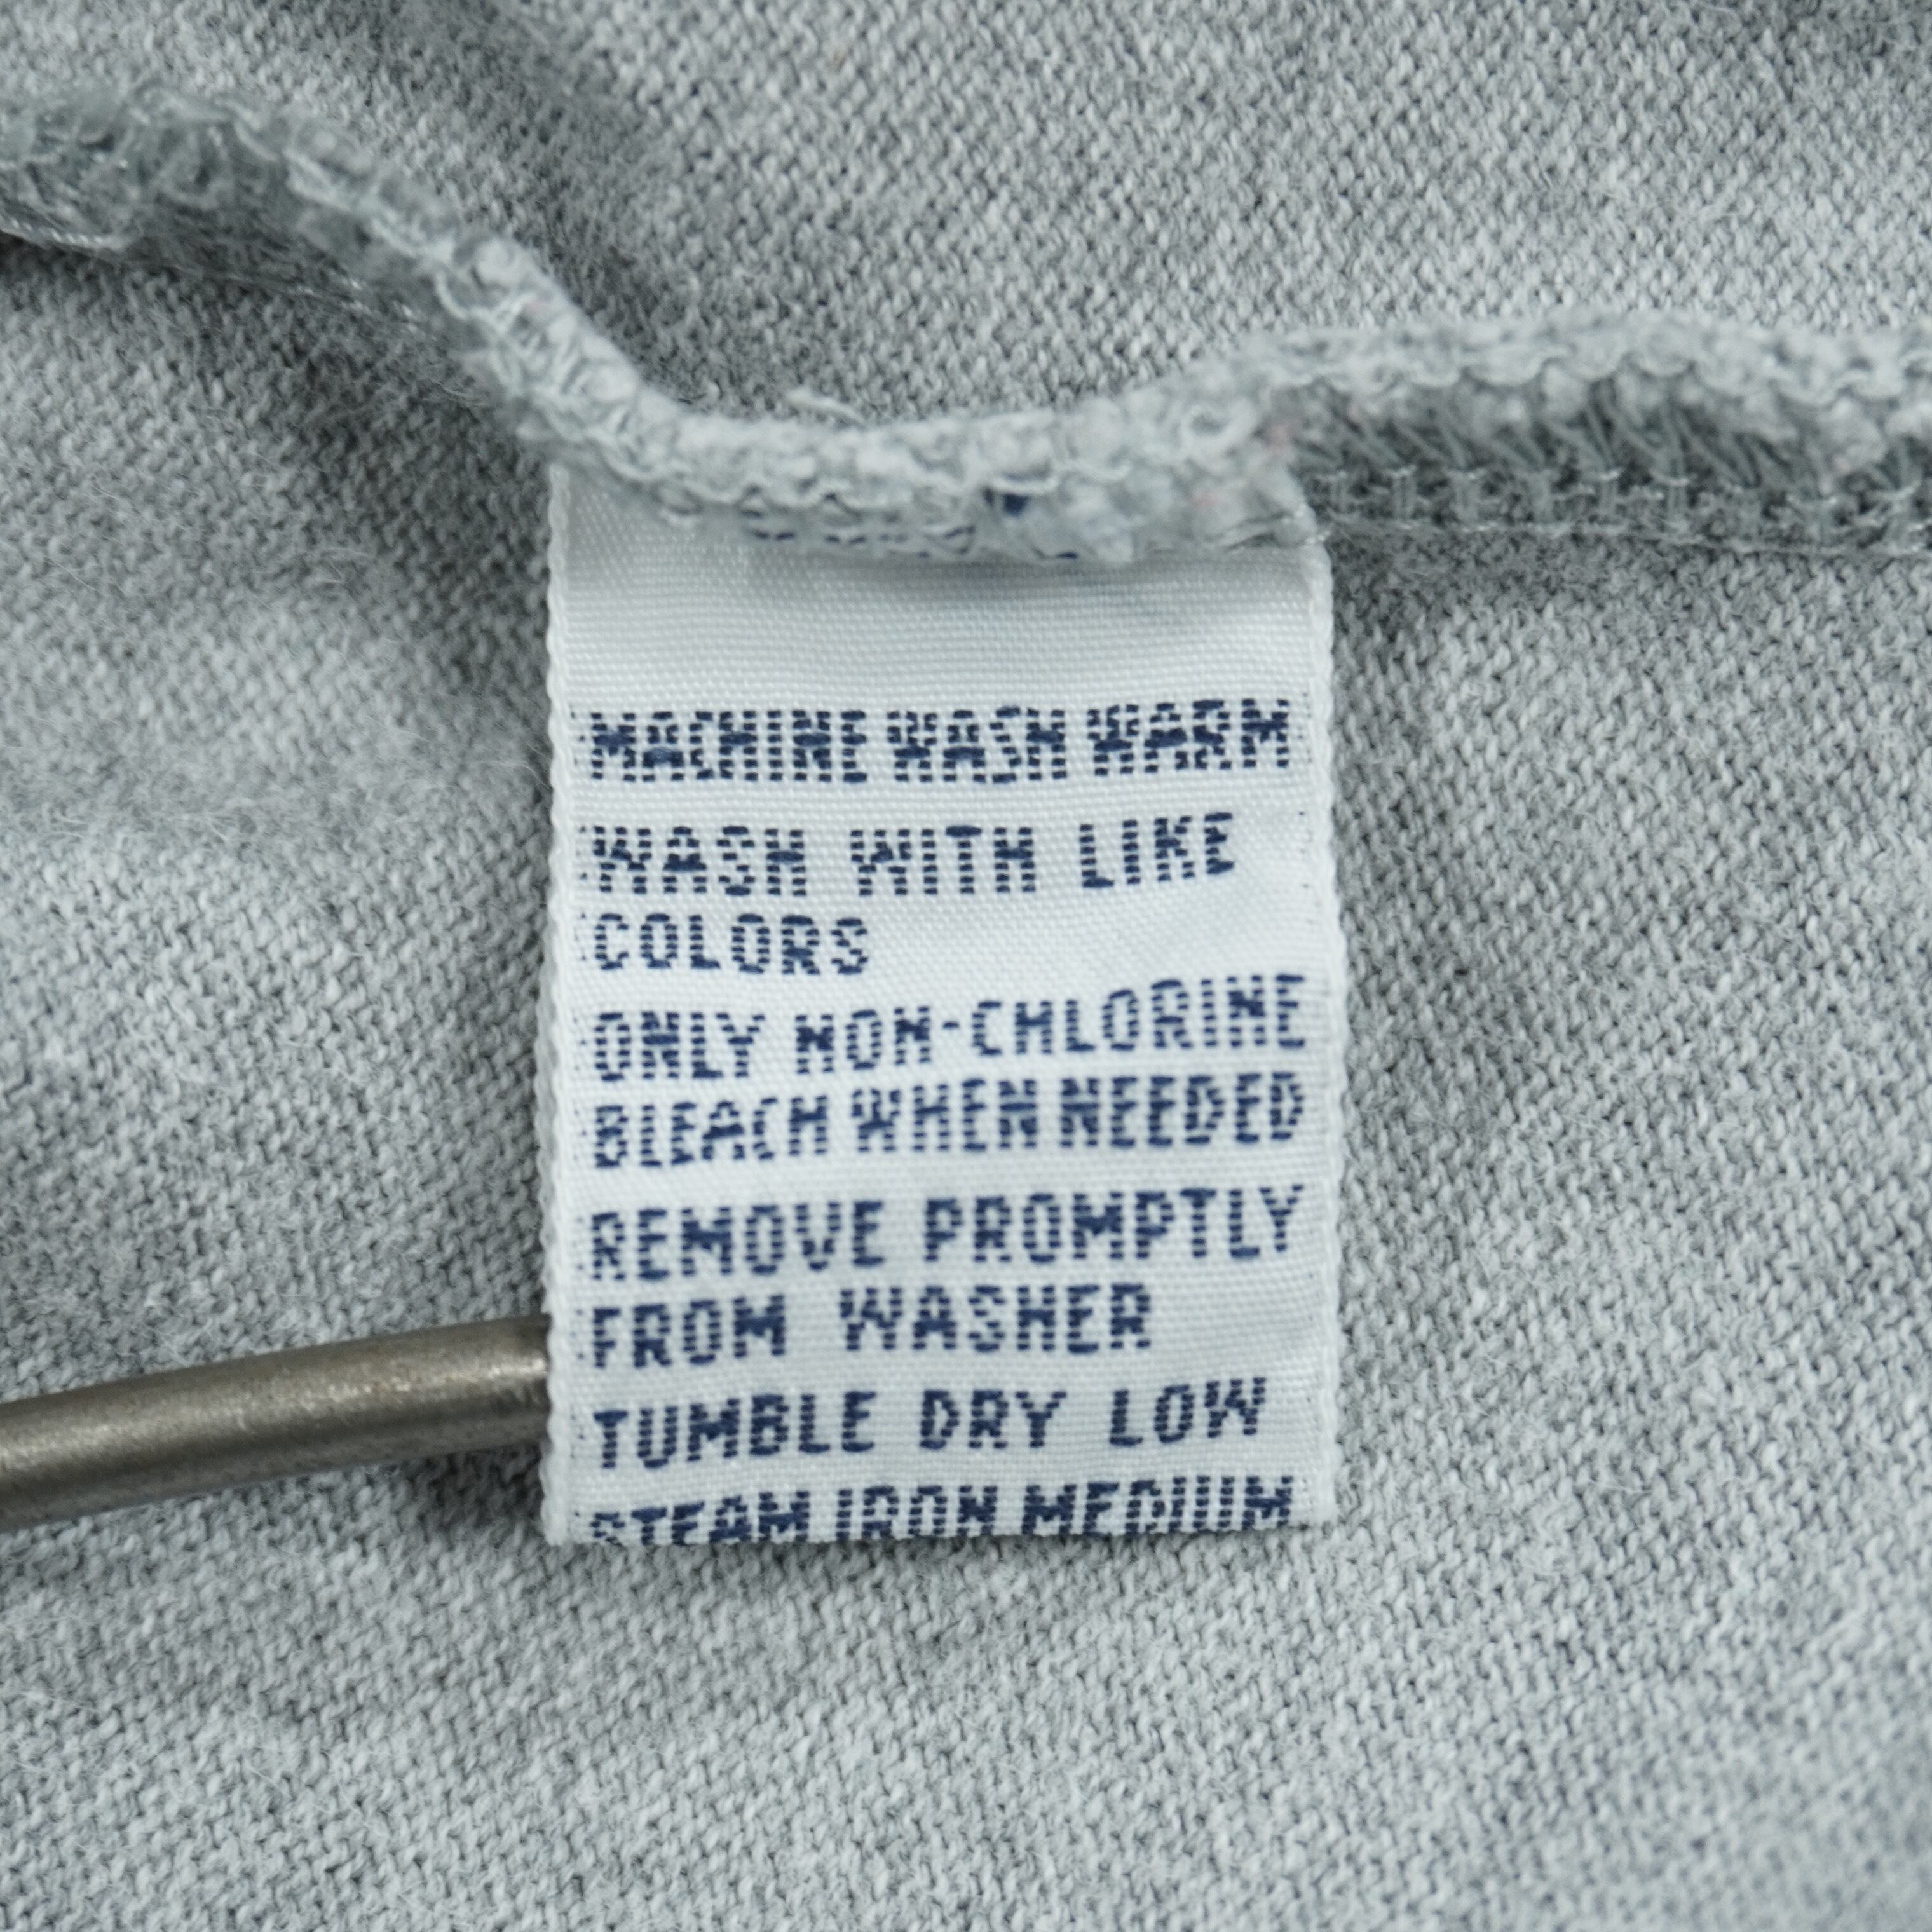 MACHINE WASH WARM
WASH WITH LIKE
COLORS
ONLY NON-CHLORINE
BLEACH WHEN NEEDED
REMOVE PROMPTLY
FROM WASHER
TUMBLE DRY LOW
STEAM IRON MEDIUM